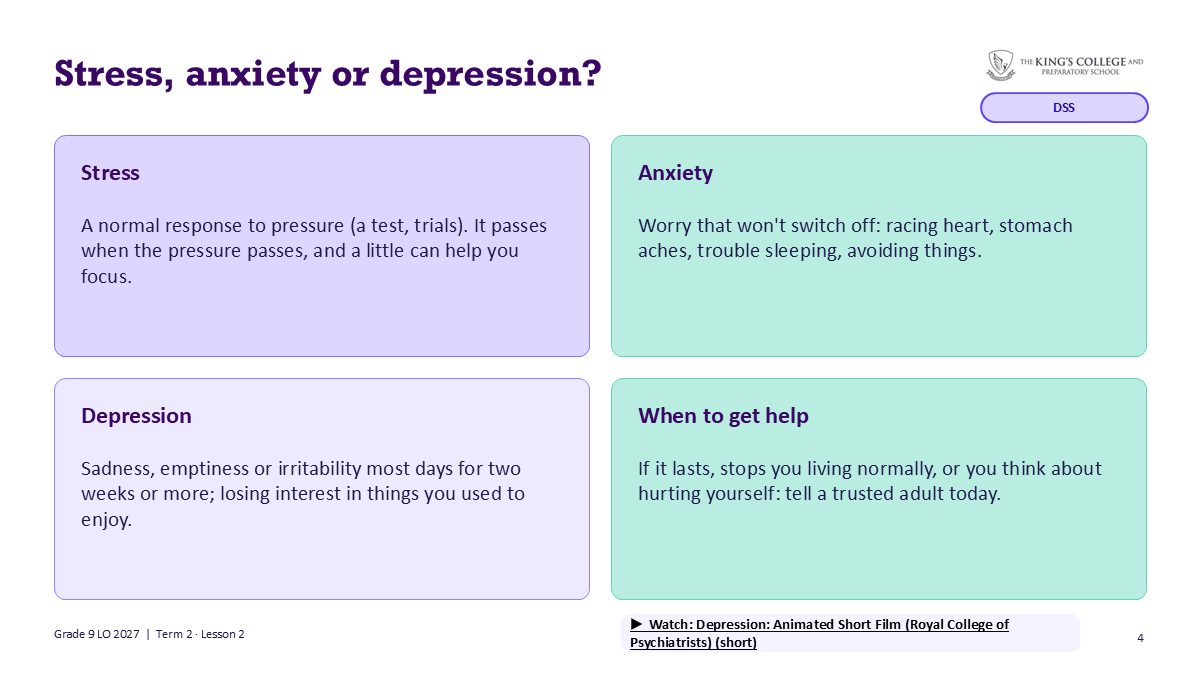 Stress, anxiety or depression?
THE KING'S COLLEGE AND
PREPARATORY SCHOOL
DSS
Stress
A normal response to pressure (a test, trials). It passes
when the pressure passes, and a little can help you
focus.
Anxiety
Worry that won't switch off: racing heart, stomach
aches, trouble sleeping, avoiding things.
Depression
Sadness, emptiness or irritability most days for two
weeks or more; losing interest in things you used to
enjoy.
When to get help
If it lasts, stops you living normally, or you think about
hurting yourself: tell a trusted adult today.
Grade 9 LO 2027 | Term 2 · Lesson 2
▶ Watch: Depression: Animated Short Film (Royal College of
Psychiatrists) (short)
4